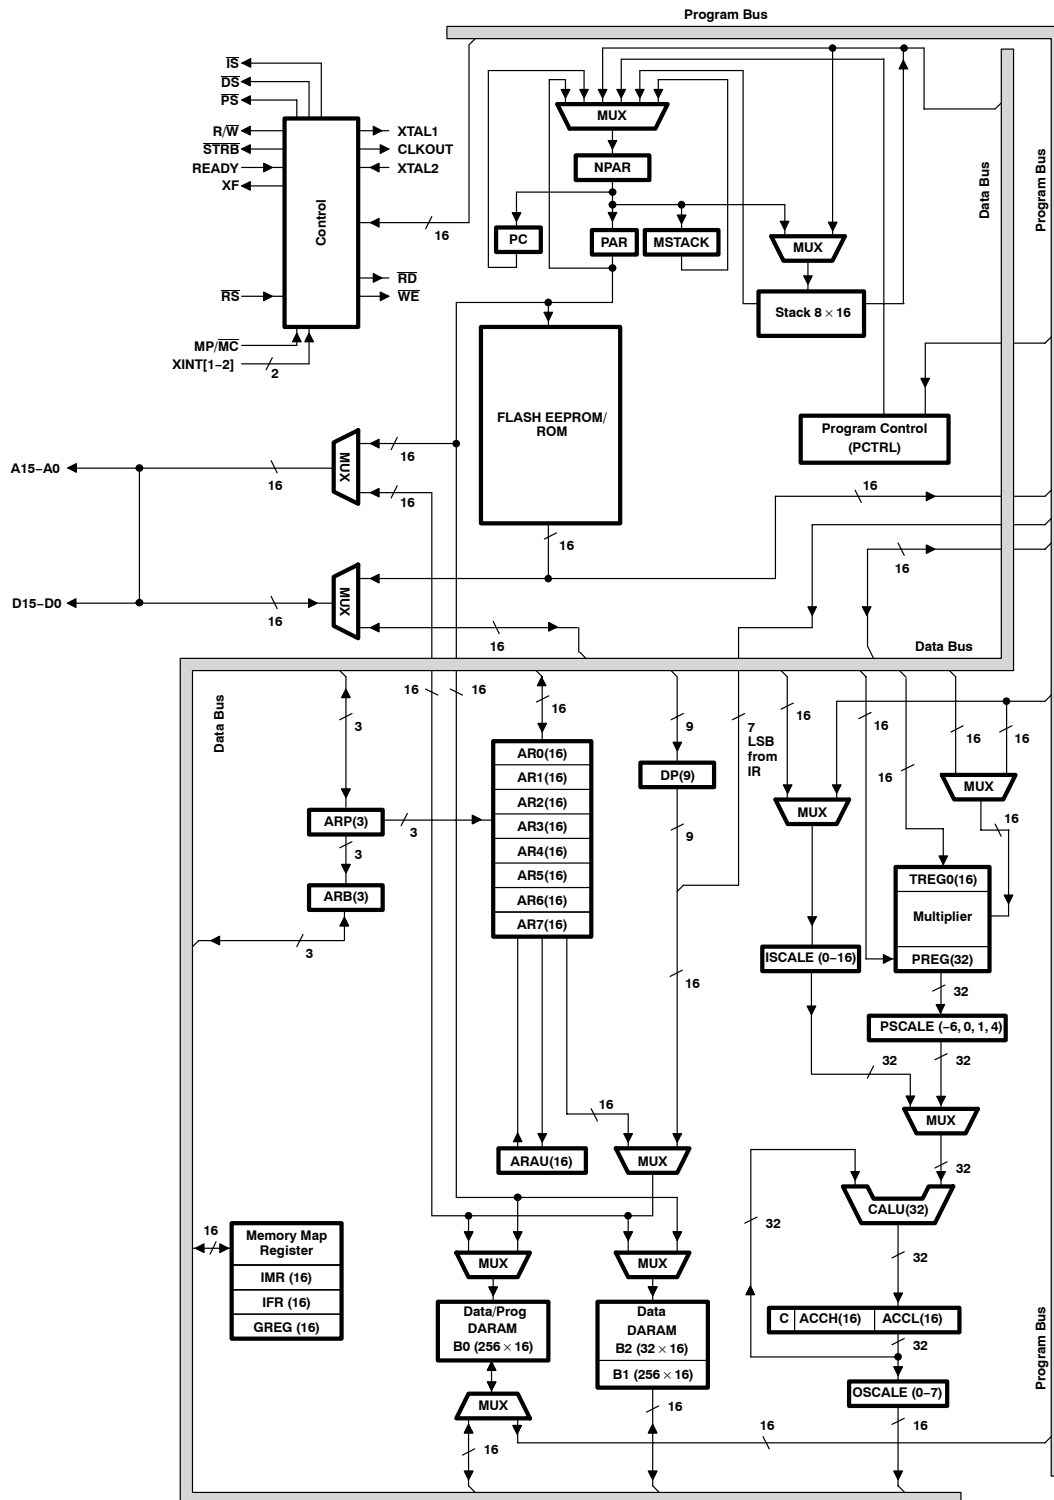 Program Bus
IS
DS
PS
R/W
STRB
READY
XF
XTAL1
CLKOUT
XTAL2
Control
16
RS
RD
WE
MP/MC
XINT[1–2]
2
MUX
NPAR
PC
PAR
MSTACK
MUX
Stack 8 × 16
Data Bus
Program Bus
FLASH EEPROM/
ROM
Program Control
(PCTRL)
A15–A0
16
MUX
16
16
16
16
16
D15–D0
16
MUX
16
Data Bus
Data Bus
3
16
16
16
9
7
LSB
from
IR
16
16
16
16
16
AR0(16)
AR1(16)
AR2(16)
AR3(16)
AR4(16)
AR5(16)
AR6(16)
AR7(16)
DP(9)
9
MUX
MUX
16
ARP(3)
3
3
ARB(3)
3
TREG0(16)
Multiplier
PREG(32)
ISCALE (0–16)
16
32
PSCALE (–6, 0, 1, 4)
32
32
MUX
16
ARAU(16)
MUX
32
CALU(32)
32
32
16
Memory Map
Register
IMR (16)
IFR (16)
GREG (16)
MUX
MUX
Data/Prog
DARAM
B0 (256 × 16)
Data
DARAM
B2 (32 × 16)
B1 (256 × 16)
C
ACCH(16)
ACCL(16)
32
OSCALE (0–7)
MUX
16
16
16
16
Program Bus